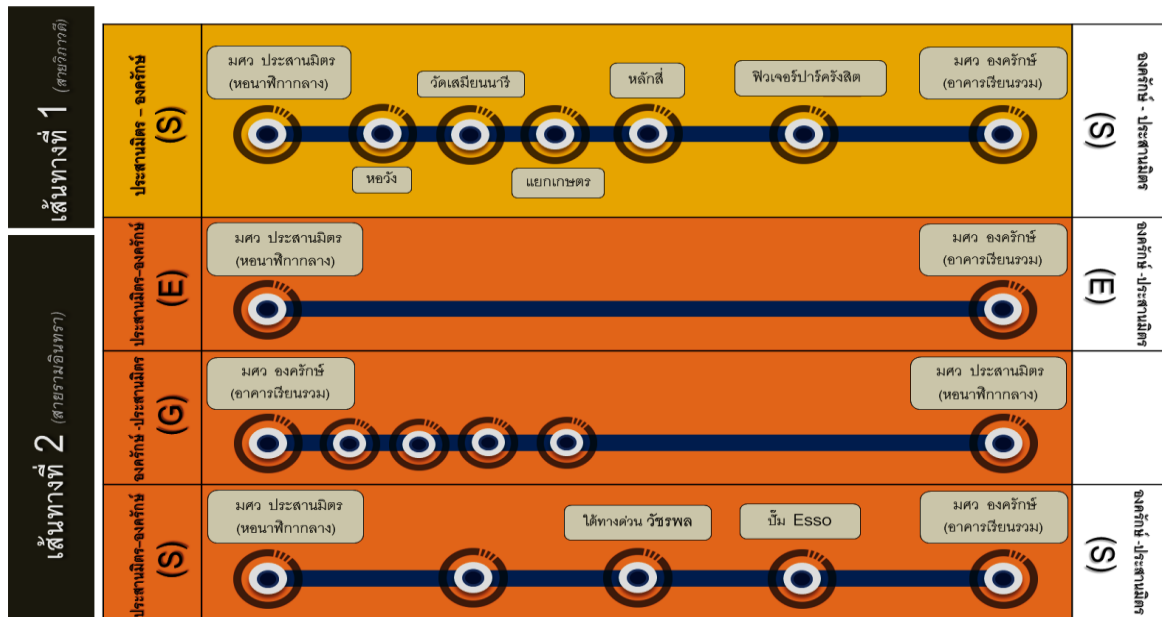 เส้นทางที่ 1 (สายวิภาวดี)
ประสานมิตร – องครักษ์
(S)
มศว ประสานมิตร
(หอนาฬิกากลาง)
หอวัง
วัดเสมียนนารี
แยกเกษตร
หลักสี่
ฟิวเจอร์ปาร์ครังสิต
มศว องครักษ์
(อาคารเรียนรวม)
องครักษ์ - ประสานมิตร
(S)
เส้นทางที่ 2 (สายรามอินทรา)
ประสานมิตร-องครักษ์
(E)
มศว ประสานมิตร
(หอนาฬิกากลาง)
มศว องครักษ์
(อาคารเรียนรวม)
องครักษ์ -ประสานมิตร
(E)
องครักษ์ -ประสานมิตร
(G)
มศว องครักษ์
(อาคารเรียนรวม)
มศว ประสานมิตร
(หอนาฬิกากลาง)
ประสานมิตร-องครักษ์
(S)
มศว ประสานมิตร
(หอนาฬิกากลาง)
ใต้ทางด่วน วัชรพล
ปั๊ม Esso
มศว องครักษ์
(อาคารเรียนรวม)
องครักษ์ -ประสานมิตร
(S)